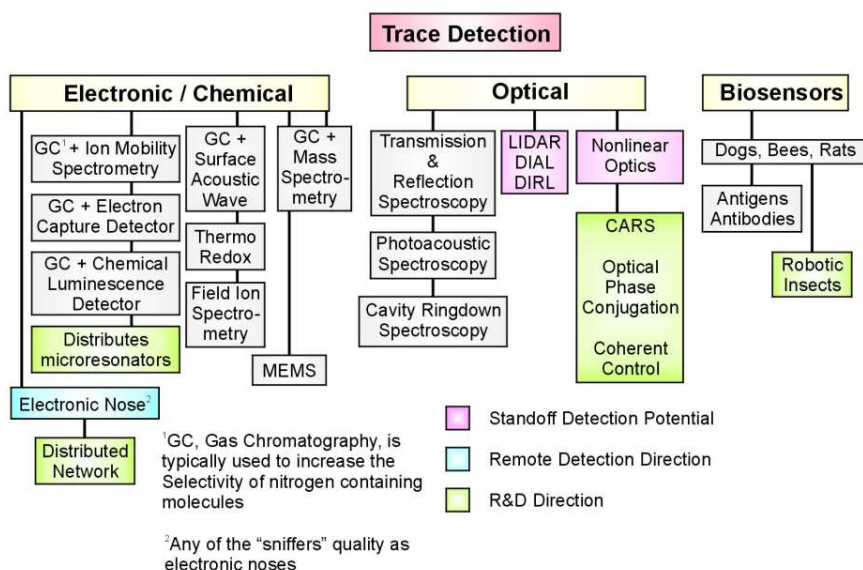 Trace Detection
Electronic / Chemical
GC¹ + Ion Mobility
Spectrometry
GC + Electron
Capture Detector
GC + Chemical
Luminescence
Detector
Distributes
microresonators
Electronic Nose²
Distributed
Network
GC +
Surface
Acoustic
Wave
Thermo
Redox
Field Ion
Spectro-
metry
GC +
Mass
Spectro-
metry
MEMS
Optical
Transmission
&
Reflection
Spectroscopy
Photoacoustic
Spectroscopy
Cavity Ringdown
Spectroscopy
LIDAR
DIAL
DIRL
Nonlinear
Optics
CARS
Optical
Phase
Conjugation
Coherent
Control
Biosensors
Dogs, Bees, Rats
Antigens
Antibodies
Robotic
Insects
¹GC, Gas Chromatography, is
typically used to increase the
Selectivity of nitrogen containing
molecules
²Any of the “sniffers” quality as
electronic noses
Standoff Detection Potential
Remote Detection Direction
R&D Direction